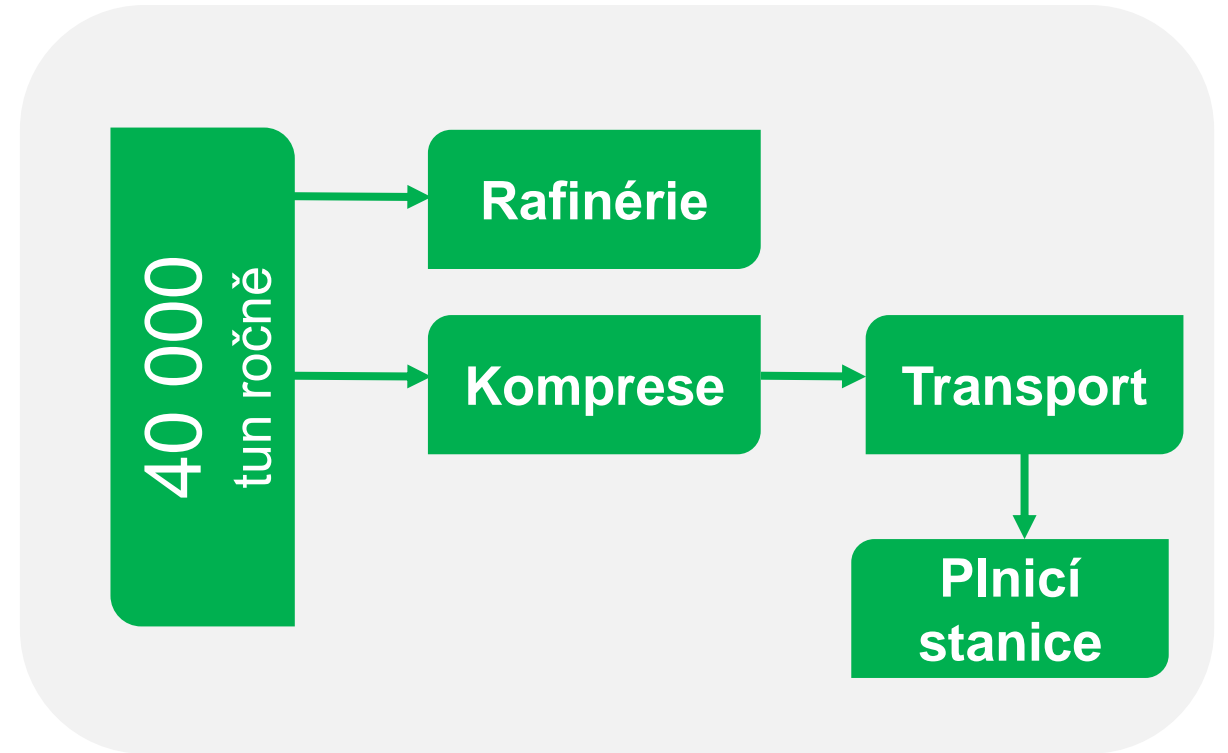 40 000
tun ročně
Rafinérie
Komprese
Transport
Plnicí
stanice